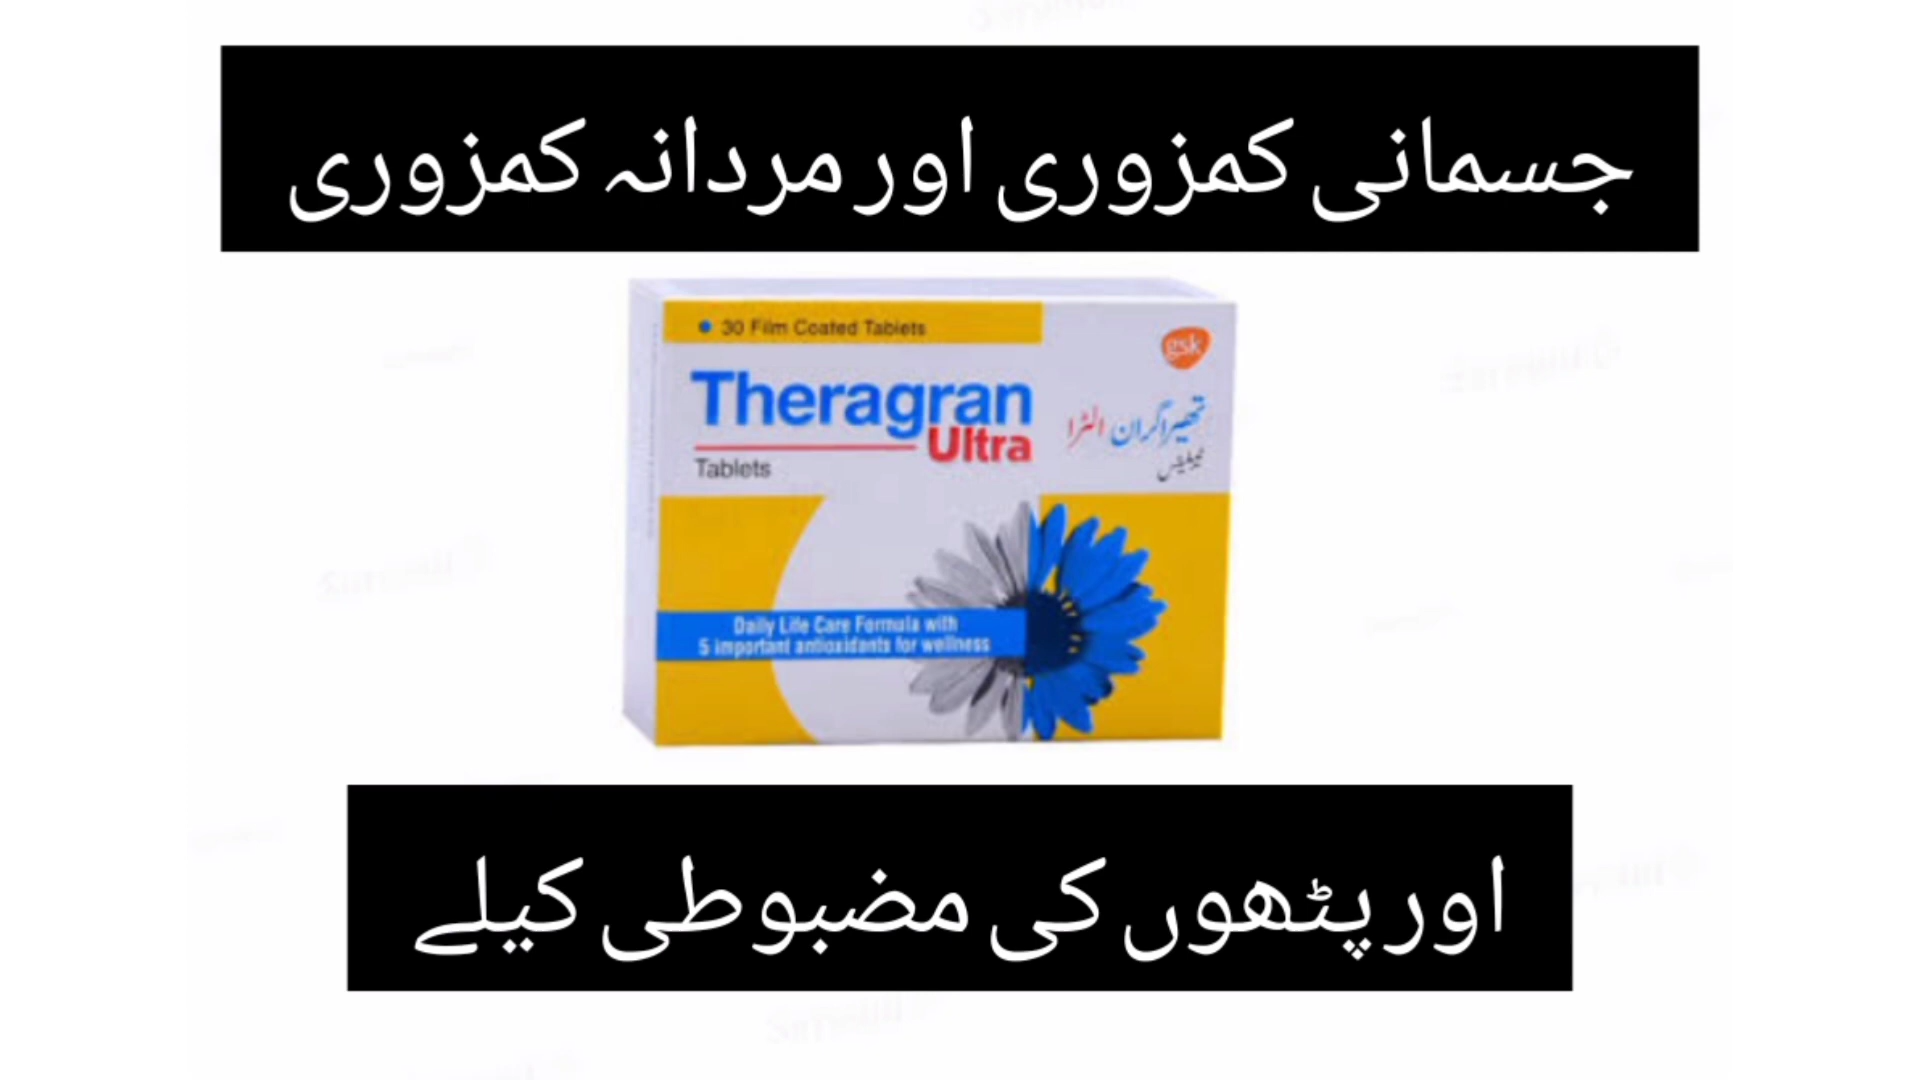 جسمانی کمزوری اور مردانہ کمزوری
30 Film Coated Tablets
gsk
Theragran
Ultra
تھیراگران الٹرا
Tablets
ٹیبلیٹس
Daily Life Care Formula with
5 important antioxidants for wellness
اور پٹھوں کی مضبوطی کیلے